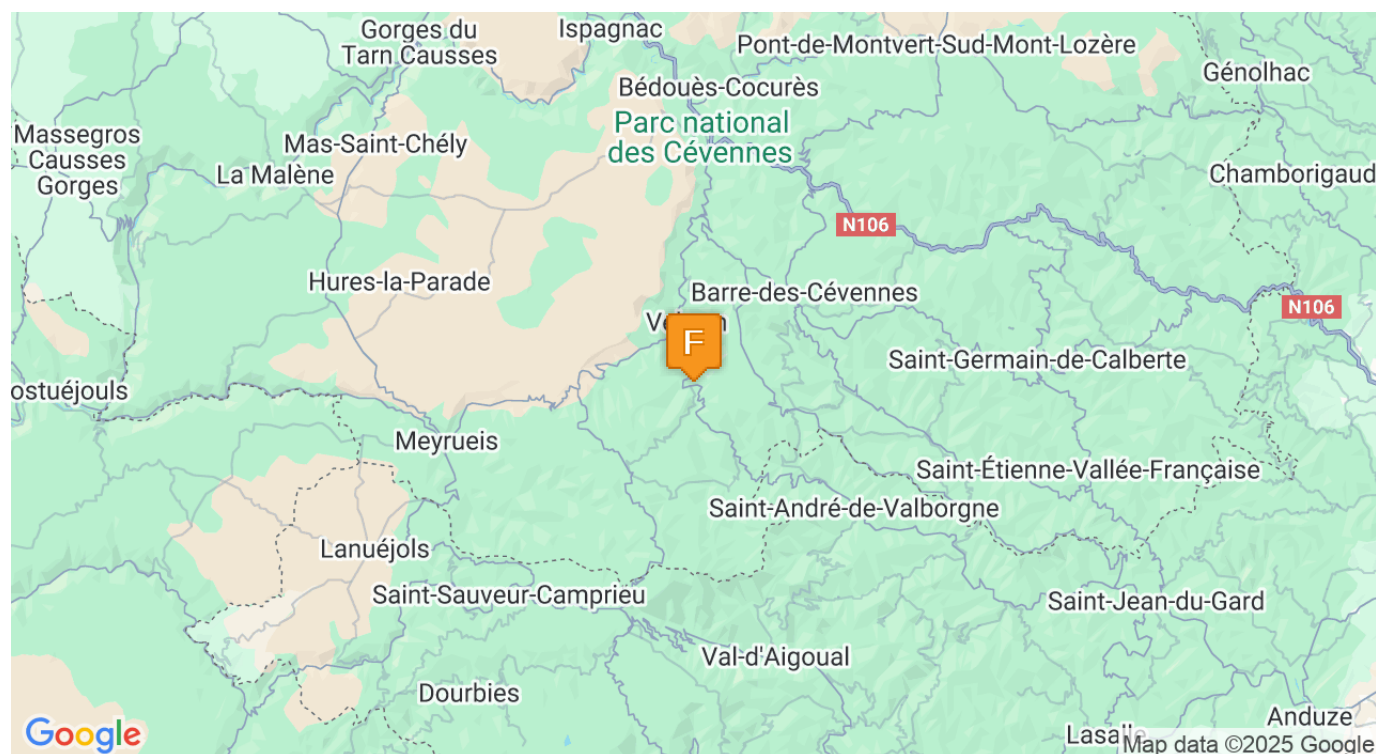 Gorges du
Tarn Causses
Ispagnac
Pont-de-Montvert-Sud-Mont-Lozère
Génolhac
Bédouès-Cocurès
Parc national
des Cévennes
Massegros
Causses
Gorges
Mas-Saint-Chély
La Malène
Chamborigaud
N106
Hures-la-Parade
Barre-des-Cévennes
N106
F
Saint-Germain-de-Calberte
ostuéjouls
Meyrueis
Saint-Étienne-Vallée-Française
Saint-André-de-Valborgne
Lanuéjols
Saint-Sauveur-Camprieu
Saint-Jean-du-Gard
Val-d'Aigoual
Dourbies
Anduze
Google
Map data ©2025 Google